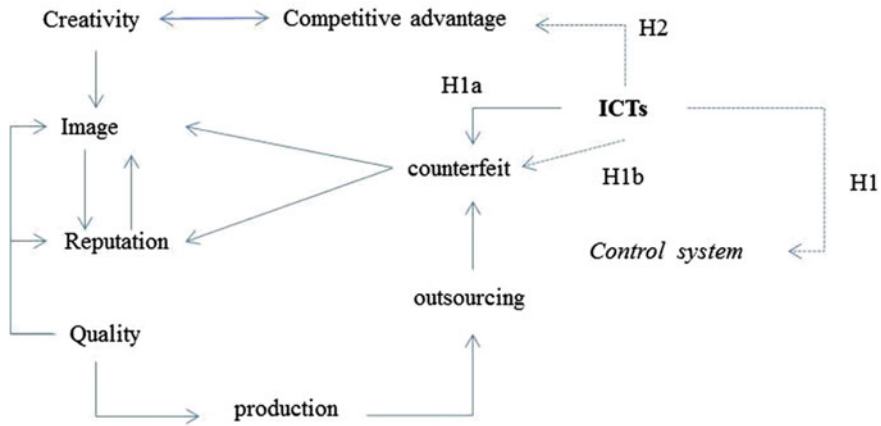 Creativity
Competitive advantage
H2
H1a
ICTs
Image
counterfeit
H1b
H1
Reputation
Control system
outsourcing
Quality
production